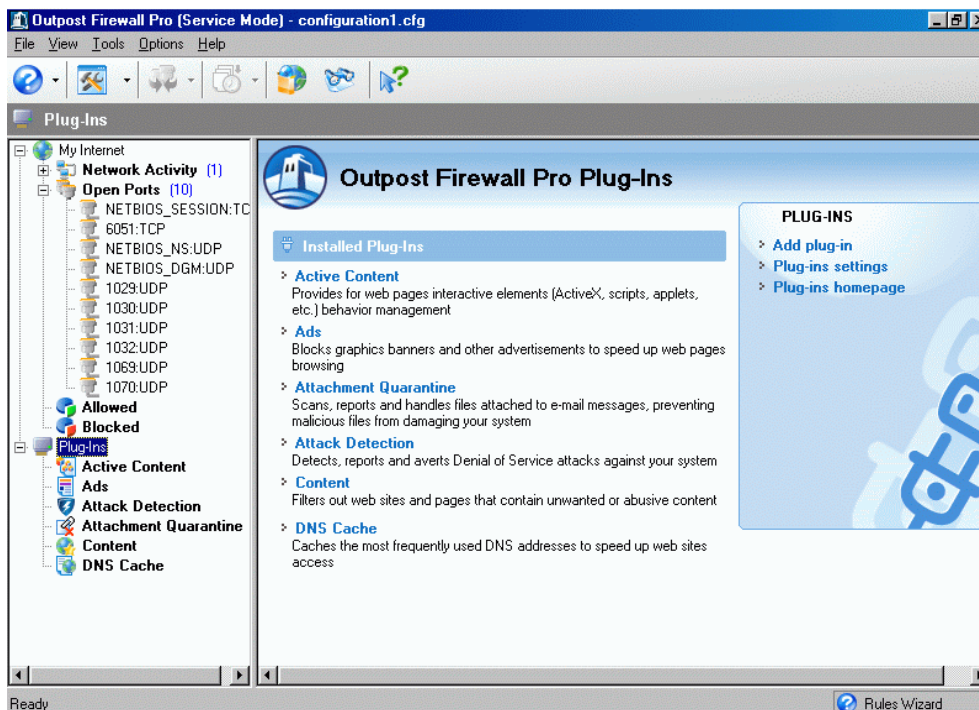 Outpost Firewall Pro (Service Mode) - configuration1.cfg
File View Tools Options Help
Plug-Ins
My Internet
Network Activity (1)
Open Ports (10)
NETBIOS_SESSION:TC
6051:TCP
NETBIOS_NS:UDP
NETBIOS_DGM:UDP
1029:UDP
1030:UDP
1031:UDP
1032:UDP
1069:UDP
1070:UDP
Allowed
Blocked
Plug-Ins
Active Content
Ads
Attack Detection
Attachment Quarantine
Content
DNS Cache
Outpost Firewall Pro Plug-Ins
Installed Plug-Ins
Active Content
Provides for web pages interactive elements (ActiveX, scripts, applets,
etc.) behavior management
Ads
Blocks graphics banners and other advertisements to speed up web pages
browsing
Attachment Quarantine
Scans, reports and handles files attached to e-mail messages, preventing
malicious files from damaging your system
Attack Detection
Detects, reports and averts Denial of Service attacks against your system
Content
Filters out web sites and pages that contain unwanted or abusive content
DNS Cache
Caches the most frequently used DNS addresses to speed up web sites
access
PLUG-INS
Add plug-in
Plug-ins settings
Plug-ins homepage
Ready
Rules Wizard